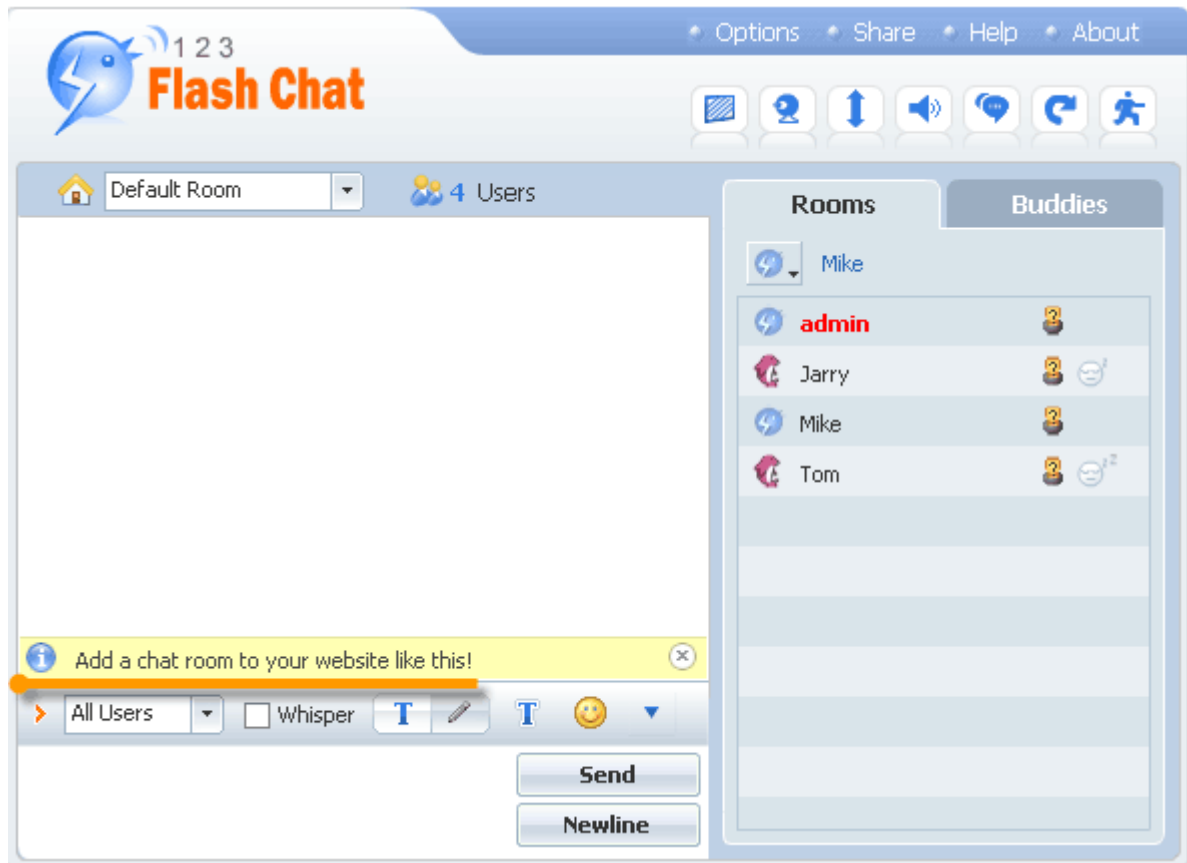 1 2 3
Flash Chat
Options Share Help About
Default Room
4 Users
Rooms Buddies
Mike
admin
Jarry
Mike
Tom
Add a chat room to your website like this!
All Users Whisper T T
Send
Newline